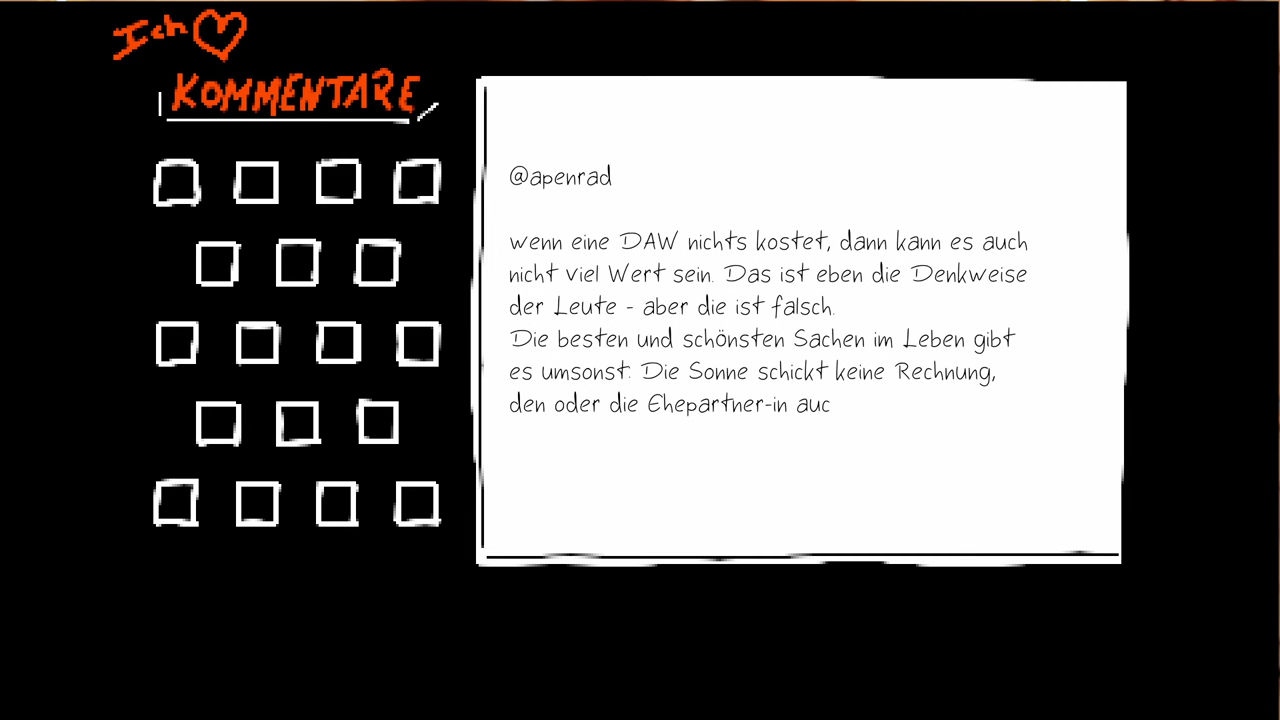 Ich
KOMMENTARE
@apenrad
wenn eine DAW nichts kostet, dann kann es auch
nicht viel Wert sein. Das ist eben die Denkweise
der Leute - aber die ist falsch.
Die besten und schönsten Sachen im Leben gibt
es umsonst: Die Sonne schickt keine Rechnung,
den oder die Ehepartner-in auc